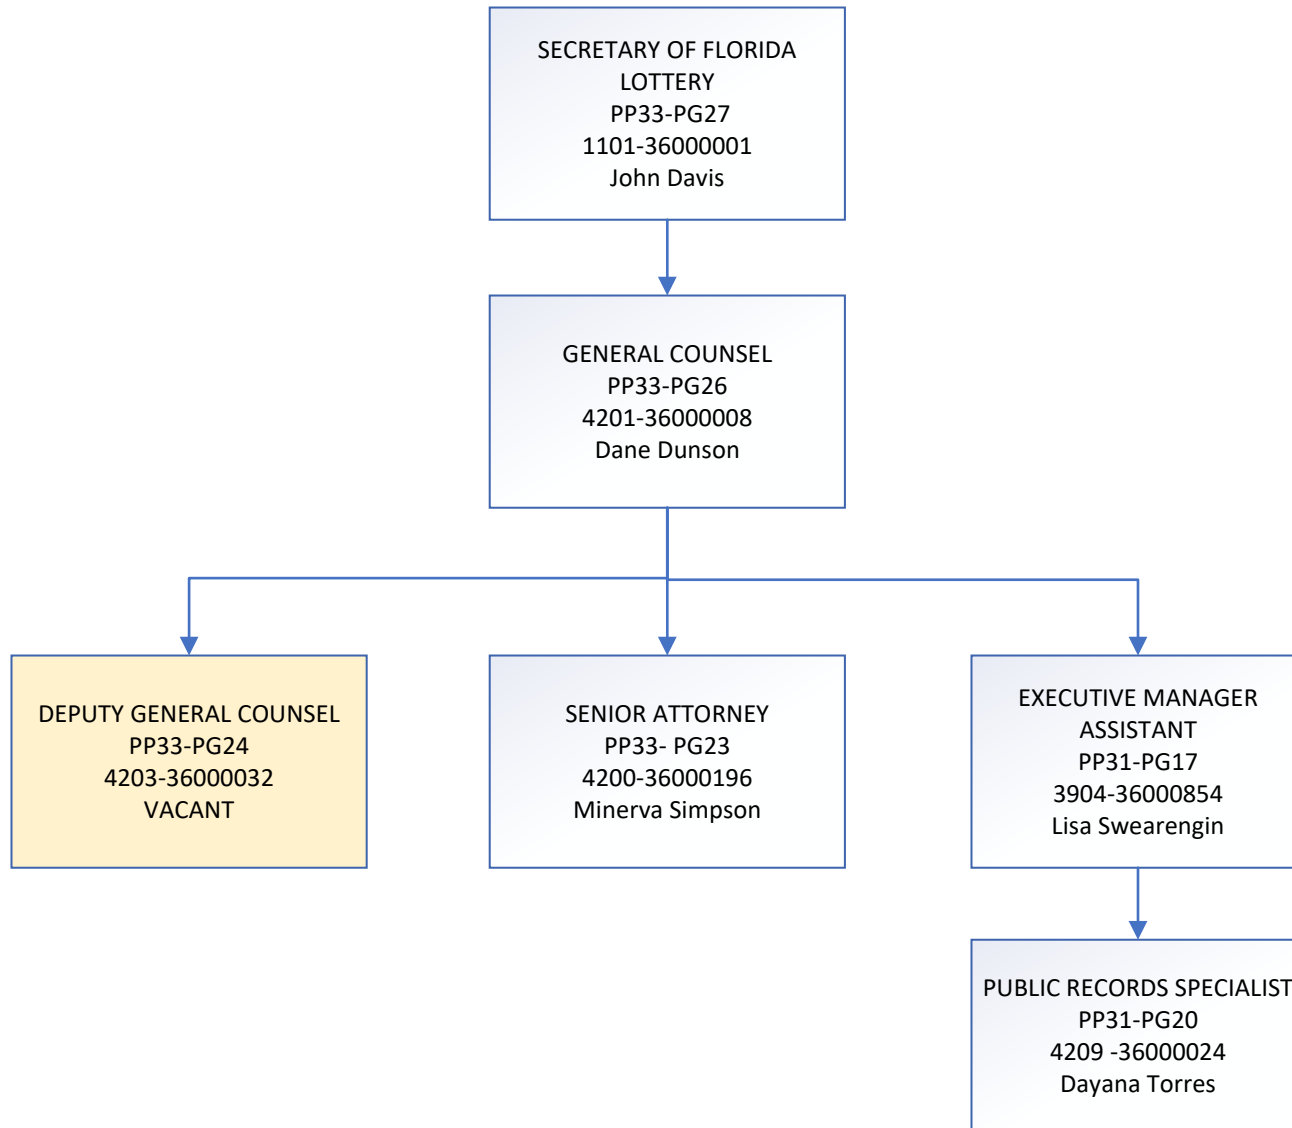 SECRETARY OF FLORIDA
LOTTERY
PP33-PG27
1101-36000001
John Davis
GENERAL COUNSEL
PP33-PG26
4201-36000008
Dane Dunson
DEPUTY GENERAL COUNSEL
PP33-PG24
4203-36000032
VACANT
SENIOR ATTORNEY
PP33- PG23
4200-36000196
Minerva Simpson
EXECUTIVE MANAGER
ASSISTANT
PP31-PG17
3904-36000854
Lisa Swearengin
PUBLIC RECORDS SPECIALIST
PP31-PG20
4209 -36000024
Dayana Torres